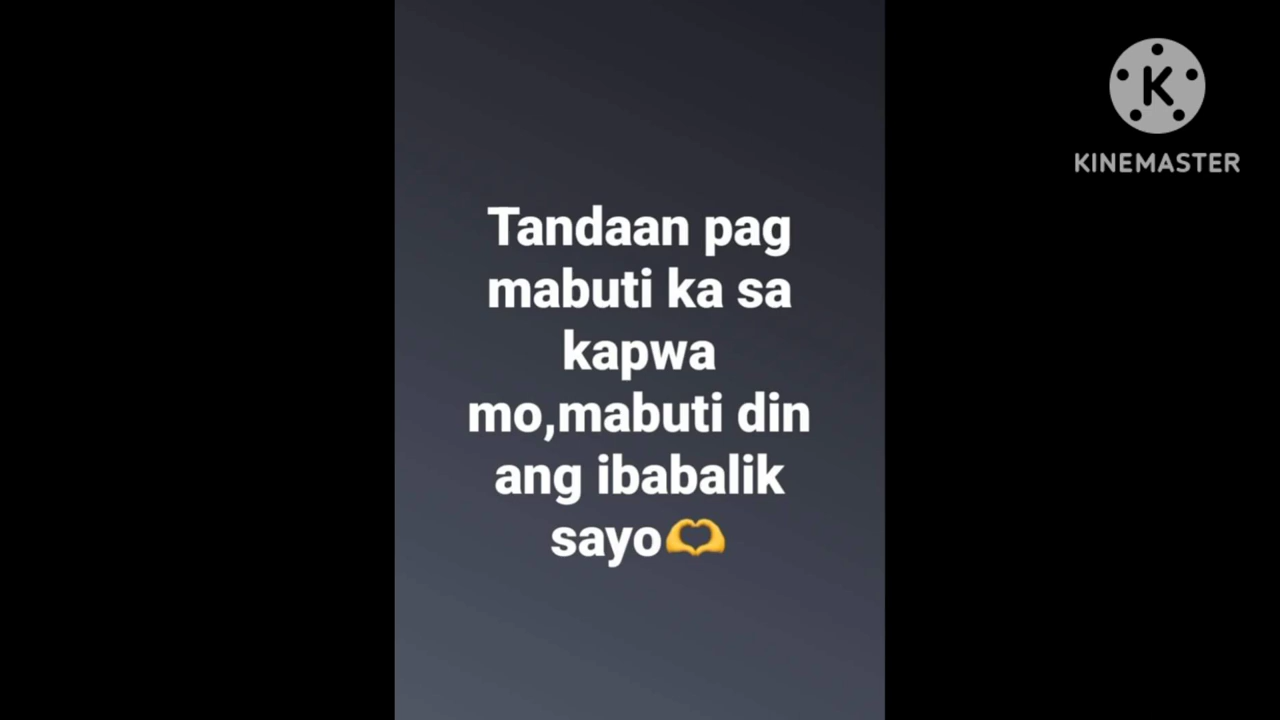 Tandaan pag
mabuti ka sa
kapwa
mo,mabuti din
ang ibabalik
sayo🫶
K
KINEMASTER